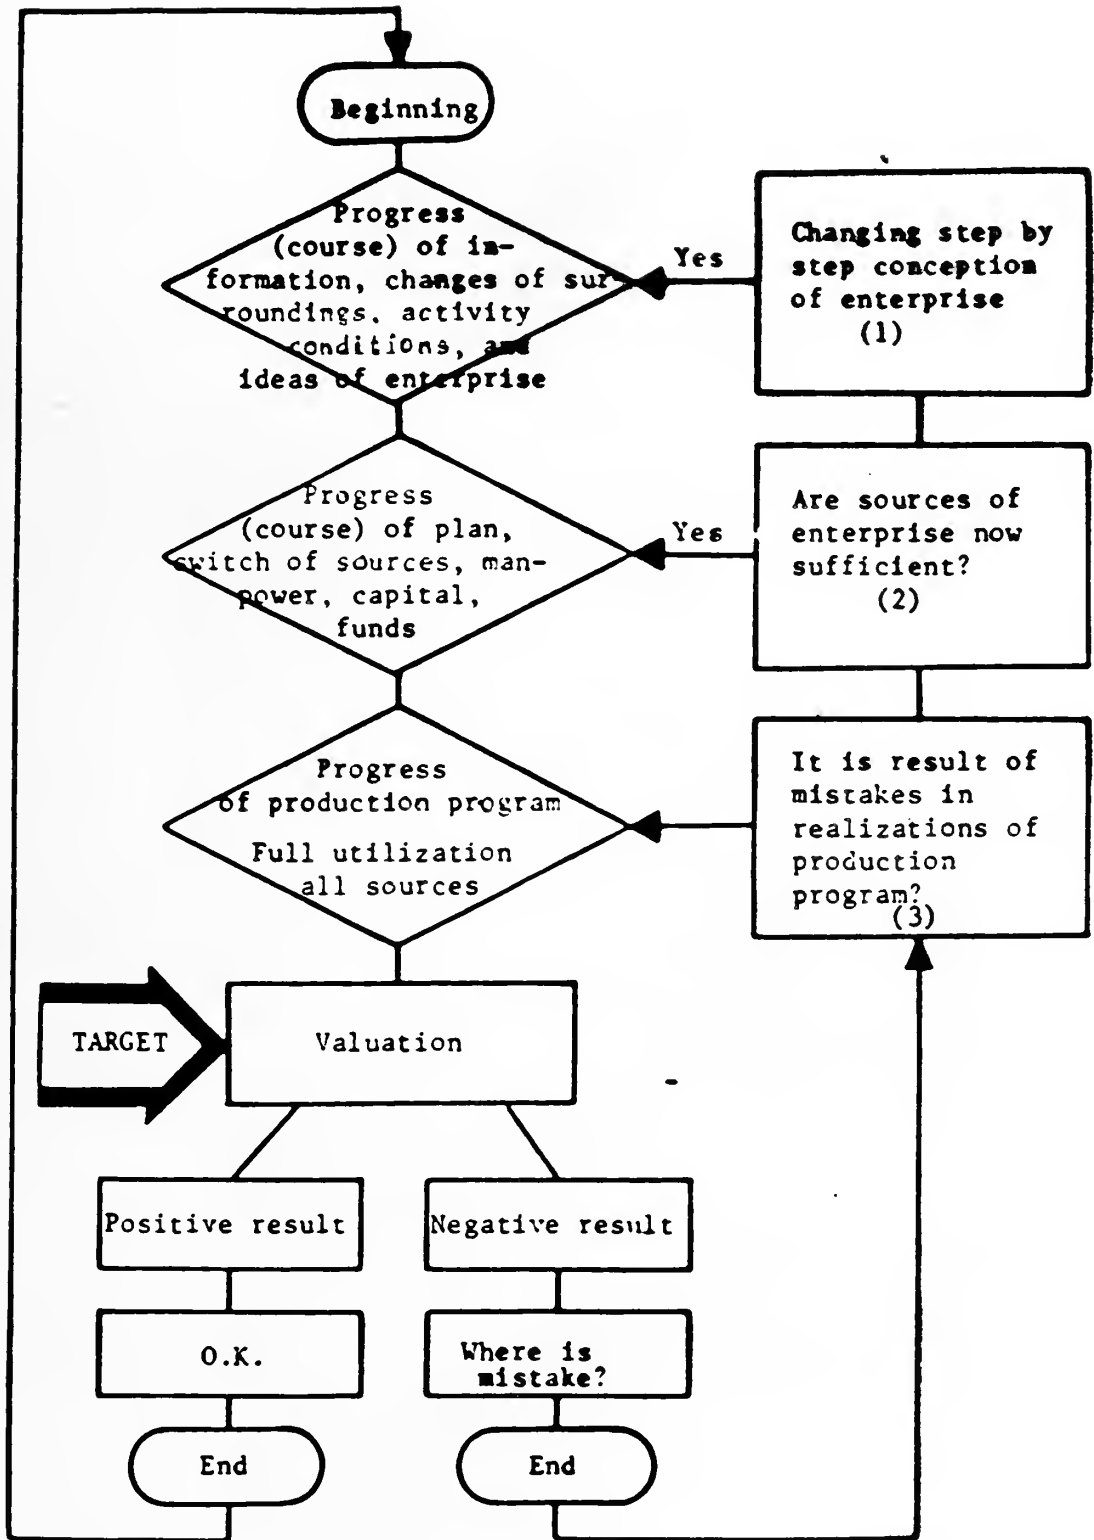 Beginning
Progress
(course) of in-
formation, changes of sur-
roundings, activity
conditions, and
ideas of enterprise
Yes
Changing step by
step conception
of enterprise
(1)
Progress
(course) of plan,
switch of sources, man-
power, capital,
funds
Yes
Are sources of
enterprise now
sufficient?
(2)
Progress
of production program
Full utilization
all sources
It is result of
mistakes in
realizations of
production
program?
(3)
TARGET
Valuation
Positive result
Negative result
O.K.
Where is
mistake?
End
End